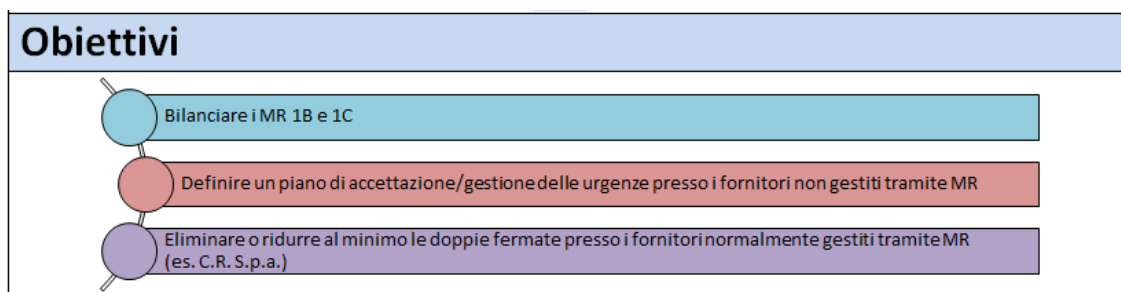 Obiettivi
Bilanciare i MR 1B e 1C
Definire un piano di accettazione/gestione delle urgenze presso i fornitori non gestiti tramite MR
Eliminare o ridurre al minimo le doppie fermate presso i fornitori normalmente gestiti tramite MR
(es. C.R. S.p.a.)